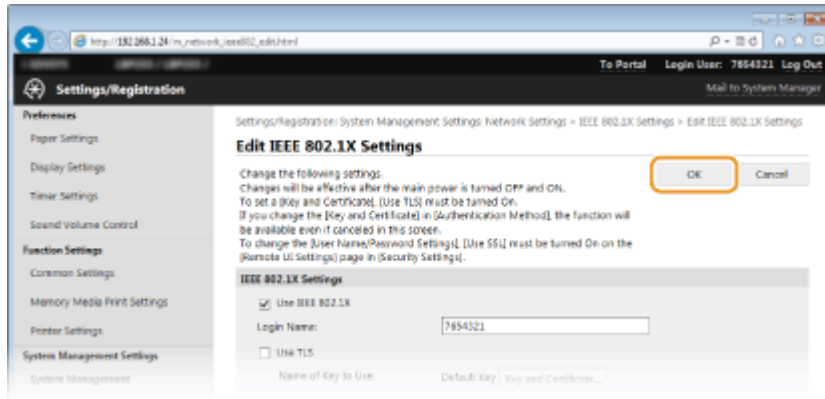 http://192.168.1.24/m_network_ieee802_edit.html
To Portal Login User: 7654321 Log Out
Settings/Registration
Mail to System Manager
Preferences
Paper Settings
Display Settings
Timer Settings
Sound Volume Control
Function Settings
Common Settings
Memory Media Print Settings
Printer Settings
System Management Settings
System Management
Settings/Registration: System Management Settings: Network Settings > IEEE 802.1X Settings > Edit IEEE 802.1X Settings
Edit IEEE 802.1X Settings
OK Cancel
Change the following settings.
Changes will be effective after the main power is turned OFF and ON.
To set a [Key and Certificate], [Use TLS] must be turned On.
If you change the [Key and Certificate] in [Authentication Method], the function will
be available even if canceled in this screen.
To change the [User Name/Password Settings], [Use SSL] must be turned On on the
[Remote UI Settings] page in [Security Settings].
IEEE 802.1X Settings
Use IEEE 802.1X
Login Name: 7654321
Use TLS
Name of Key to Use: Default Key Key and Certificate...